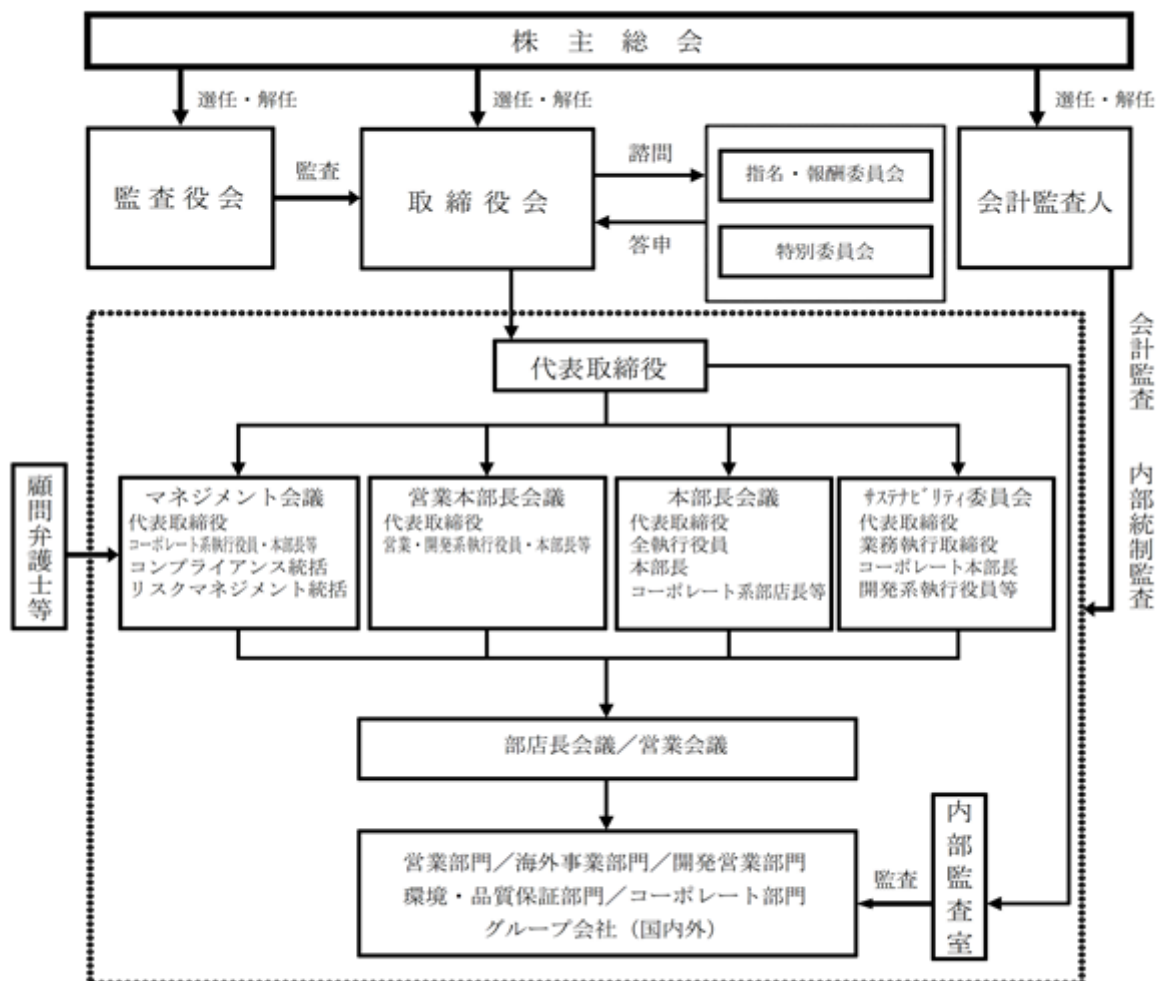 株主総会
選任・解任
選任・解任
選任・解任
監査役会
監査
取締役会
諮問
答申
指名・報酬委員会
特別委員会
会計監査人
会計監査
内部統制監査
代表取締役
顧問弁護士等
マネジメント会議
代表取締役
コーポレート系執行役員・本部長等
コンプライアンス統括
リスクマネジメント統括
営業本部長会議
代表取締役
営業・開発系執行役員・本部長等
本部長会議
代表取締役
全執行役員
本部長
コーポレート系部店長等
ｻｽﾃﾅﾋﾞﾘﾃｨ委員会
代表取締役
業務執行取締役
コーポレート本部長
開発系執行役員等
部店長会議／営業会議
営業部門／海外事業部門／開発営業部門
環境・品質保証部門／コーポレート部門
グループ会社（国内外）
監査
内部監査室